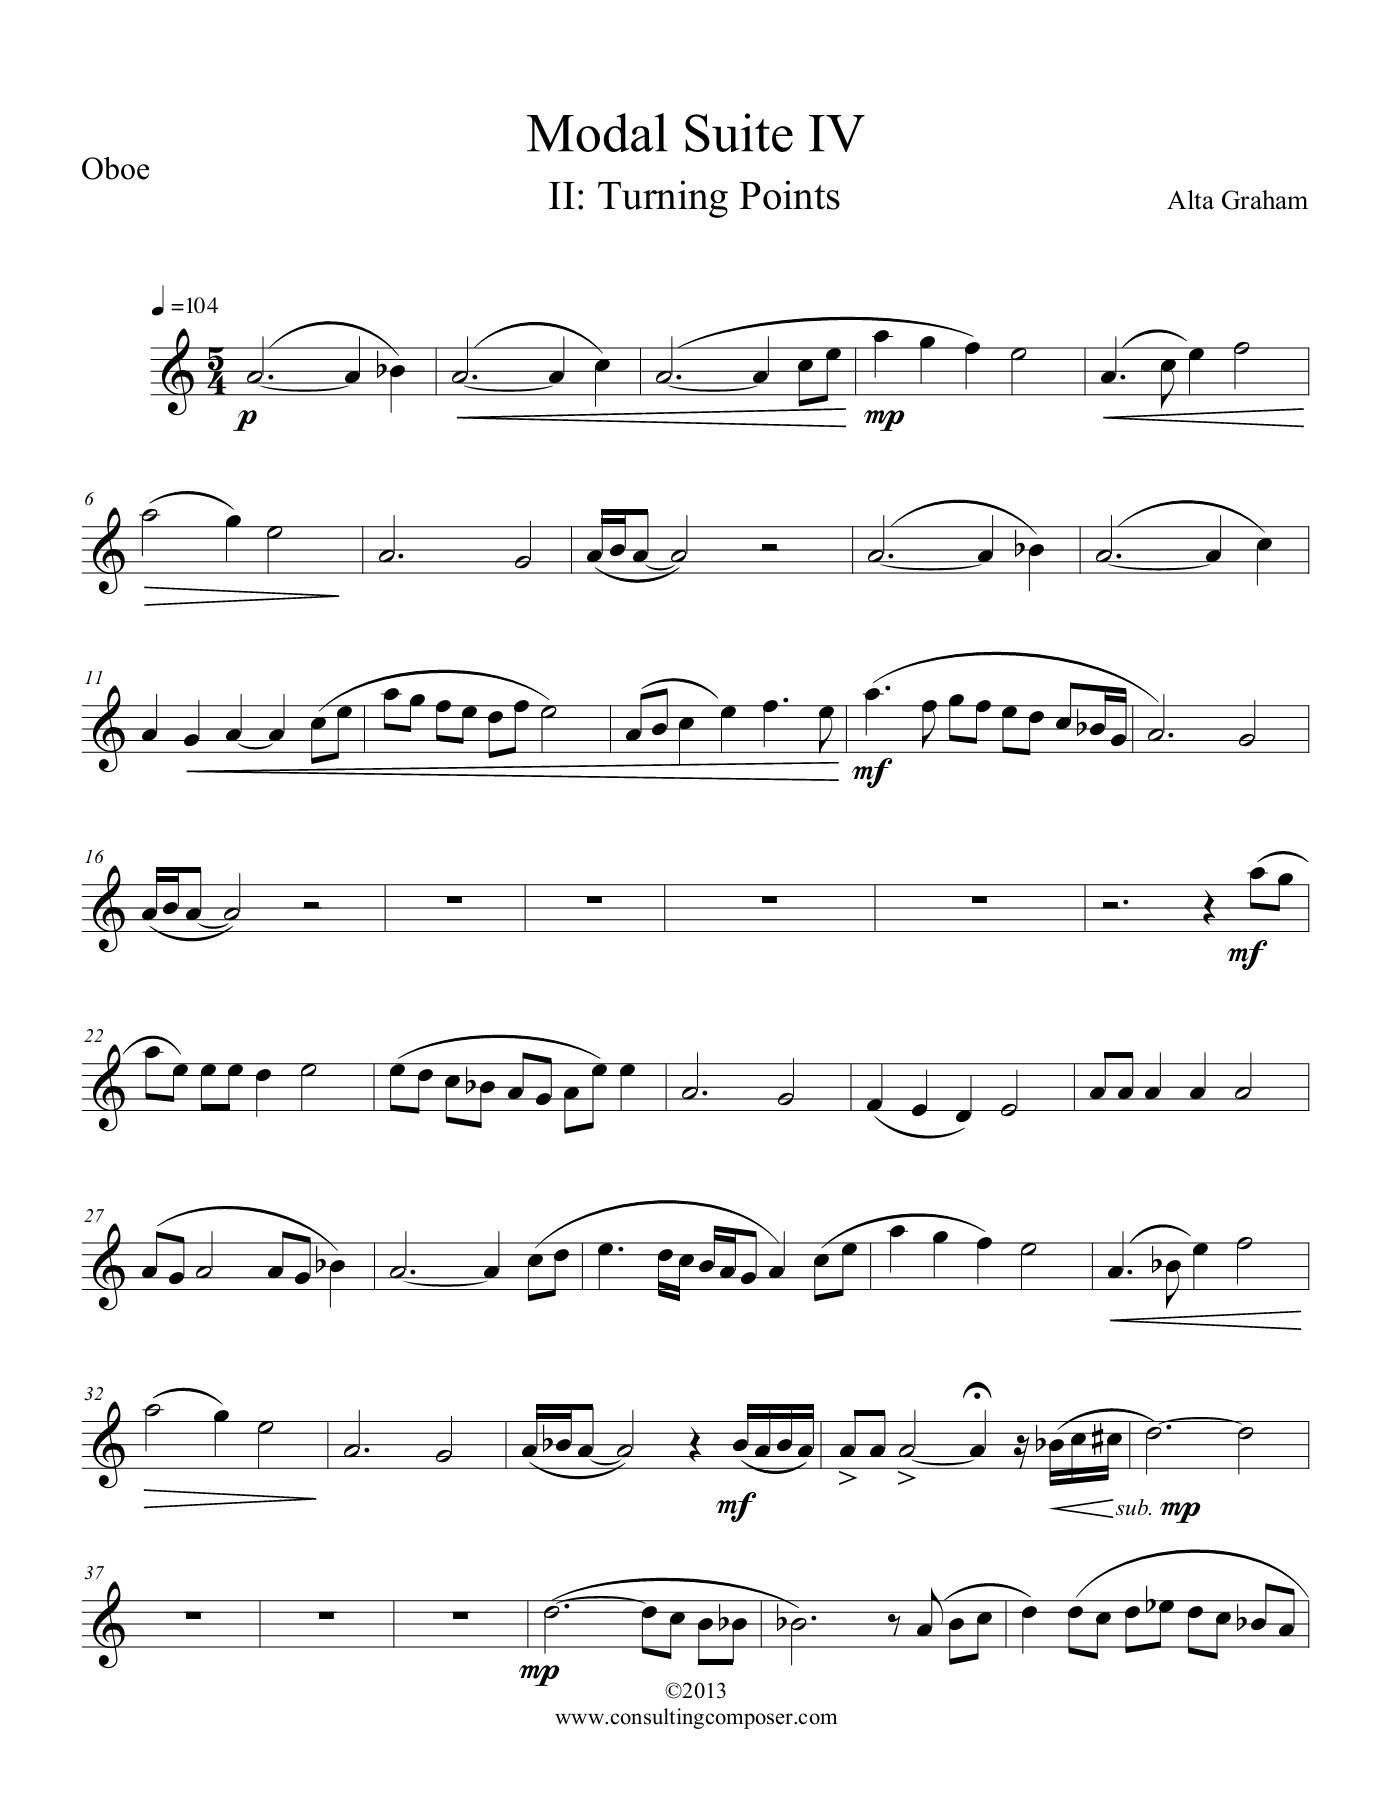 Modal Suite IV
Oboe
II: Turning Points
Alta Graham
=104
5
4
p
mp
6
11
mf
16
mf
22
27
32
mf
sub. mp
37
mp
©2013
www.consultingcomposer.com